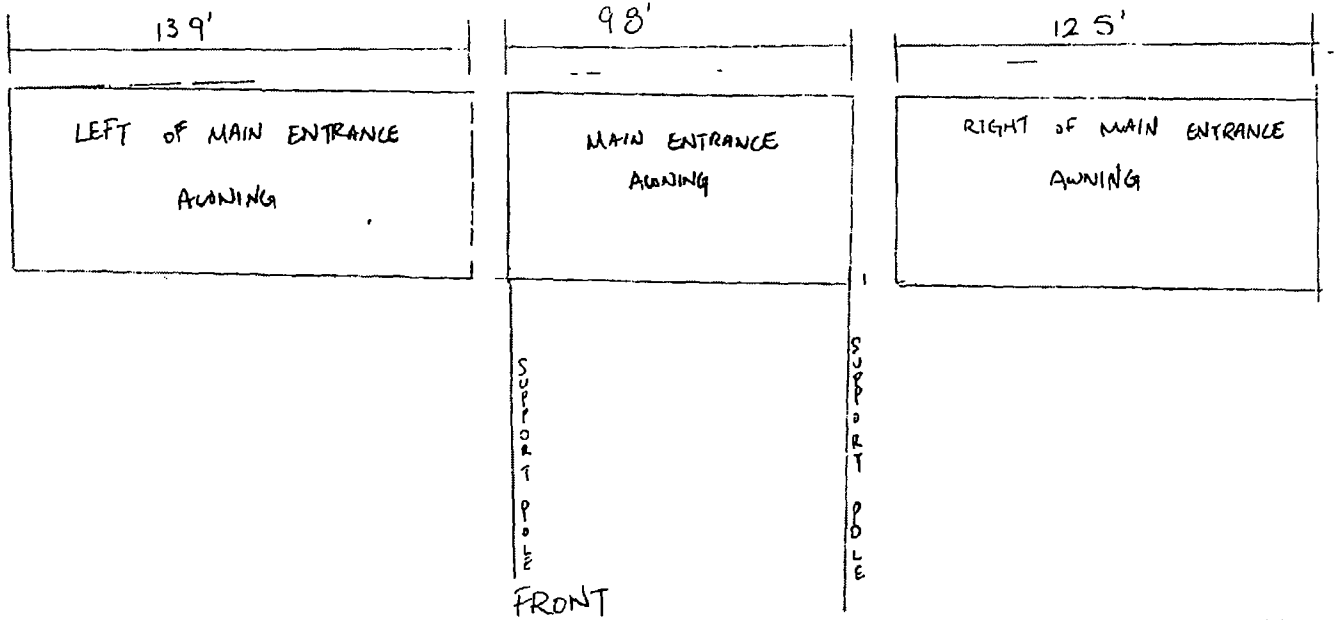 13 9'
9 8'
12 5'
LEFT OF MAIN ENTRANCE
AWNING
MAIN ENTRANCE
AWNING
RIGHT OF MAIN ENTRANCE
AWNING
SUPPORT POLE
SUPPORT POLE
FRONT